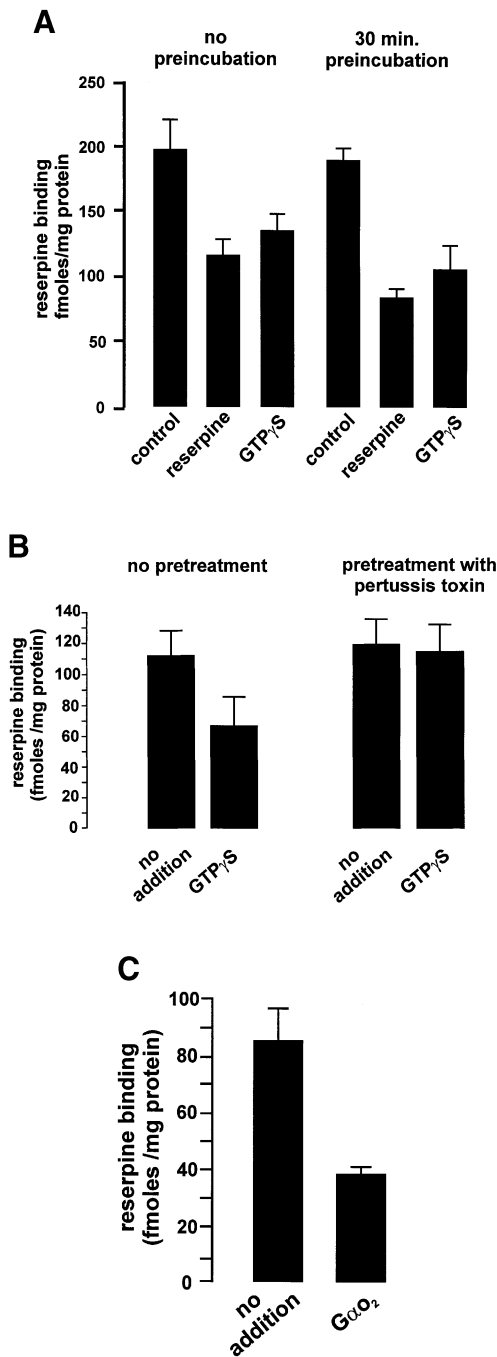 A
no
preincubation
30 min.
preincubation
reserpine binding
fmoles/mg protein
250
200
150
100
50
0
control
reserpine
GTPγS
control
reserpine
GTPγS
B
no pretreatment
pretreatment with
pertussis toxin
reserpine binding
(fmoles /mg protein)
140
120
100
80
60
40
20
0
no
addition
GTPγS
no
addition
GTPγS
C
reserpine binding
(fmoles /mg protein)
100
80
60
40
20
0
no
addition
Gαo₂